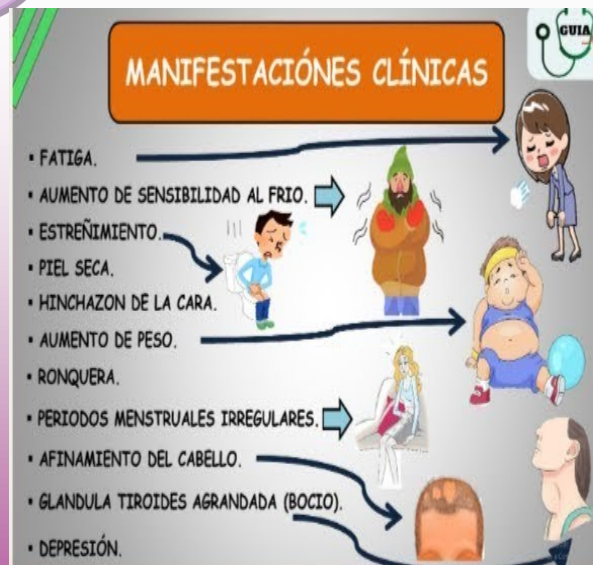 GUIA
MANIFESTACIÓNES CLÍNICAS
▪ FATIGA.
▪ AUMENTO DE SENSIBILIDAD AL FRIO.
▪ ESTREÑIMIENTO.
▪ PIEL SECA.
▪ HINCHAZON DE LA CARA.
▪ AUMENTO DE PESO.
▪ RONQUERA.
▪ PERIODOS MENSTRUALES IRREGULARES.
▪ AFINAMIENTO DEL CABELLO.
▪ GLANDULA TIROIDES AGRANDADA (BOCIO).
▪ DEPRESIÓN.